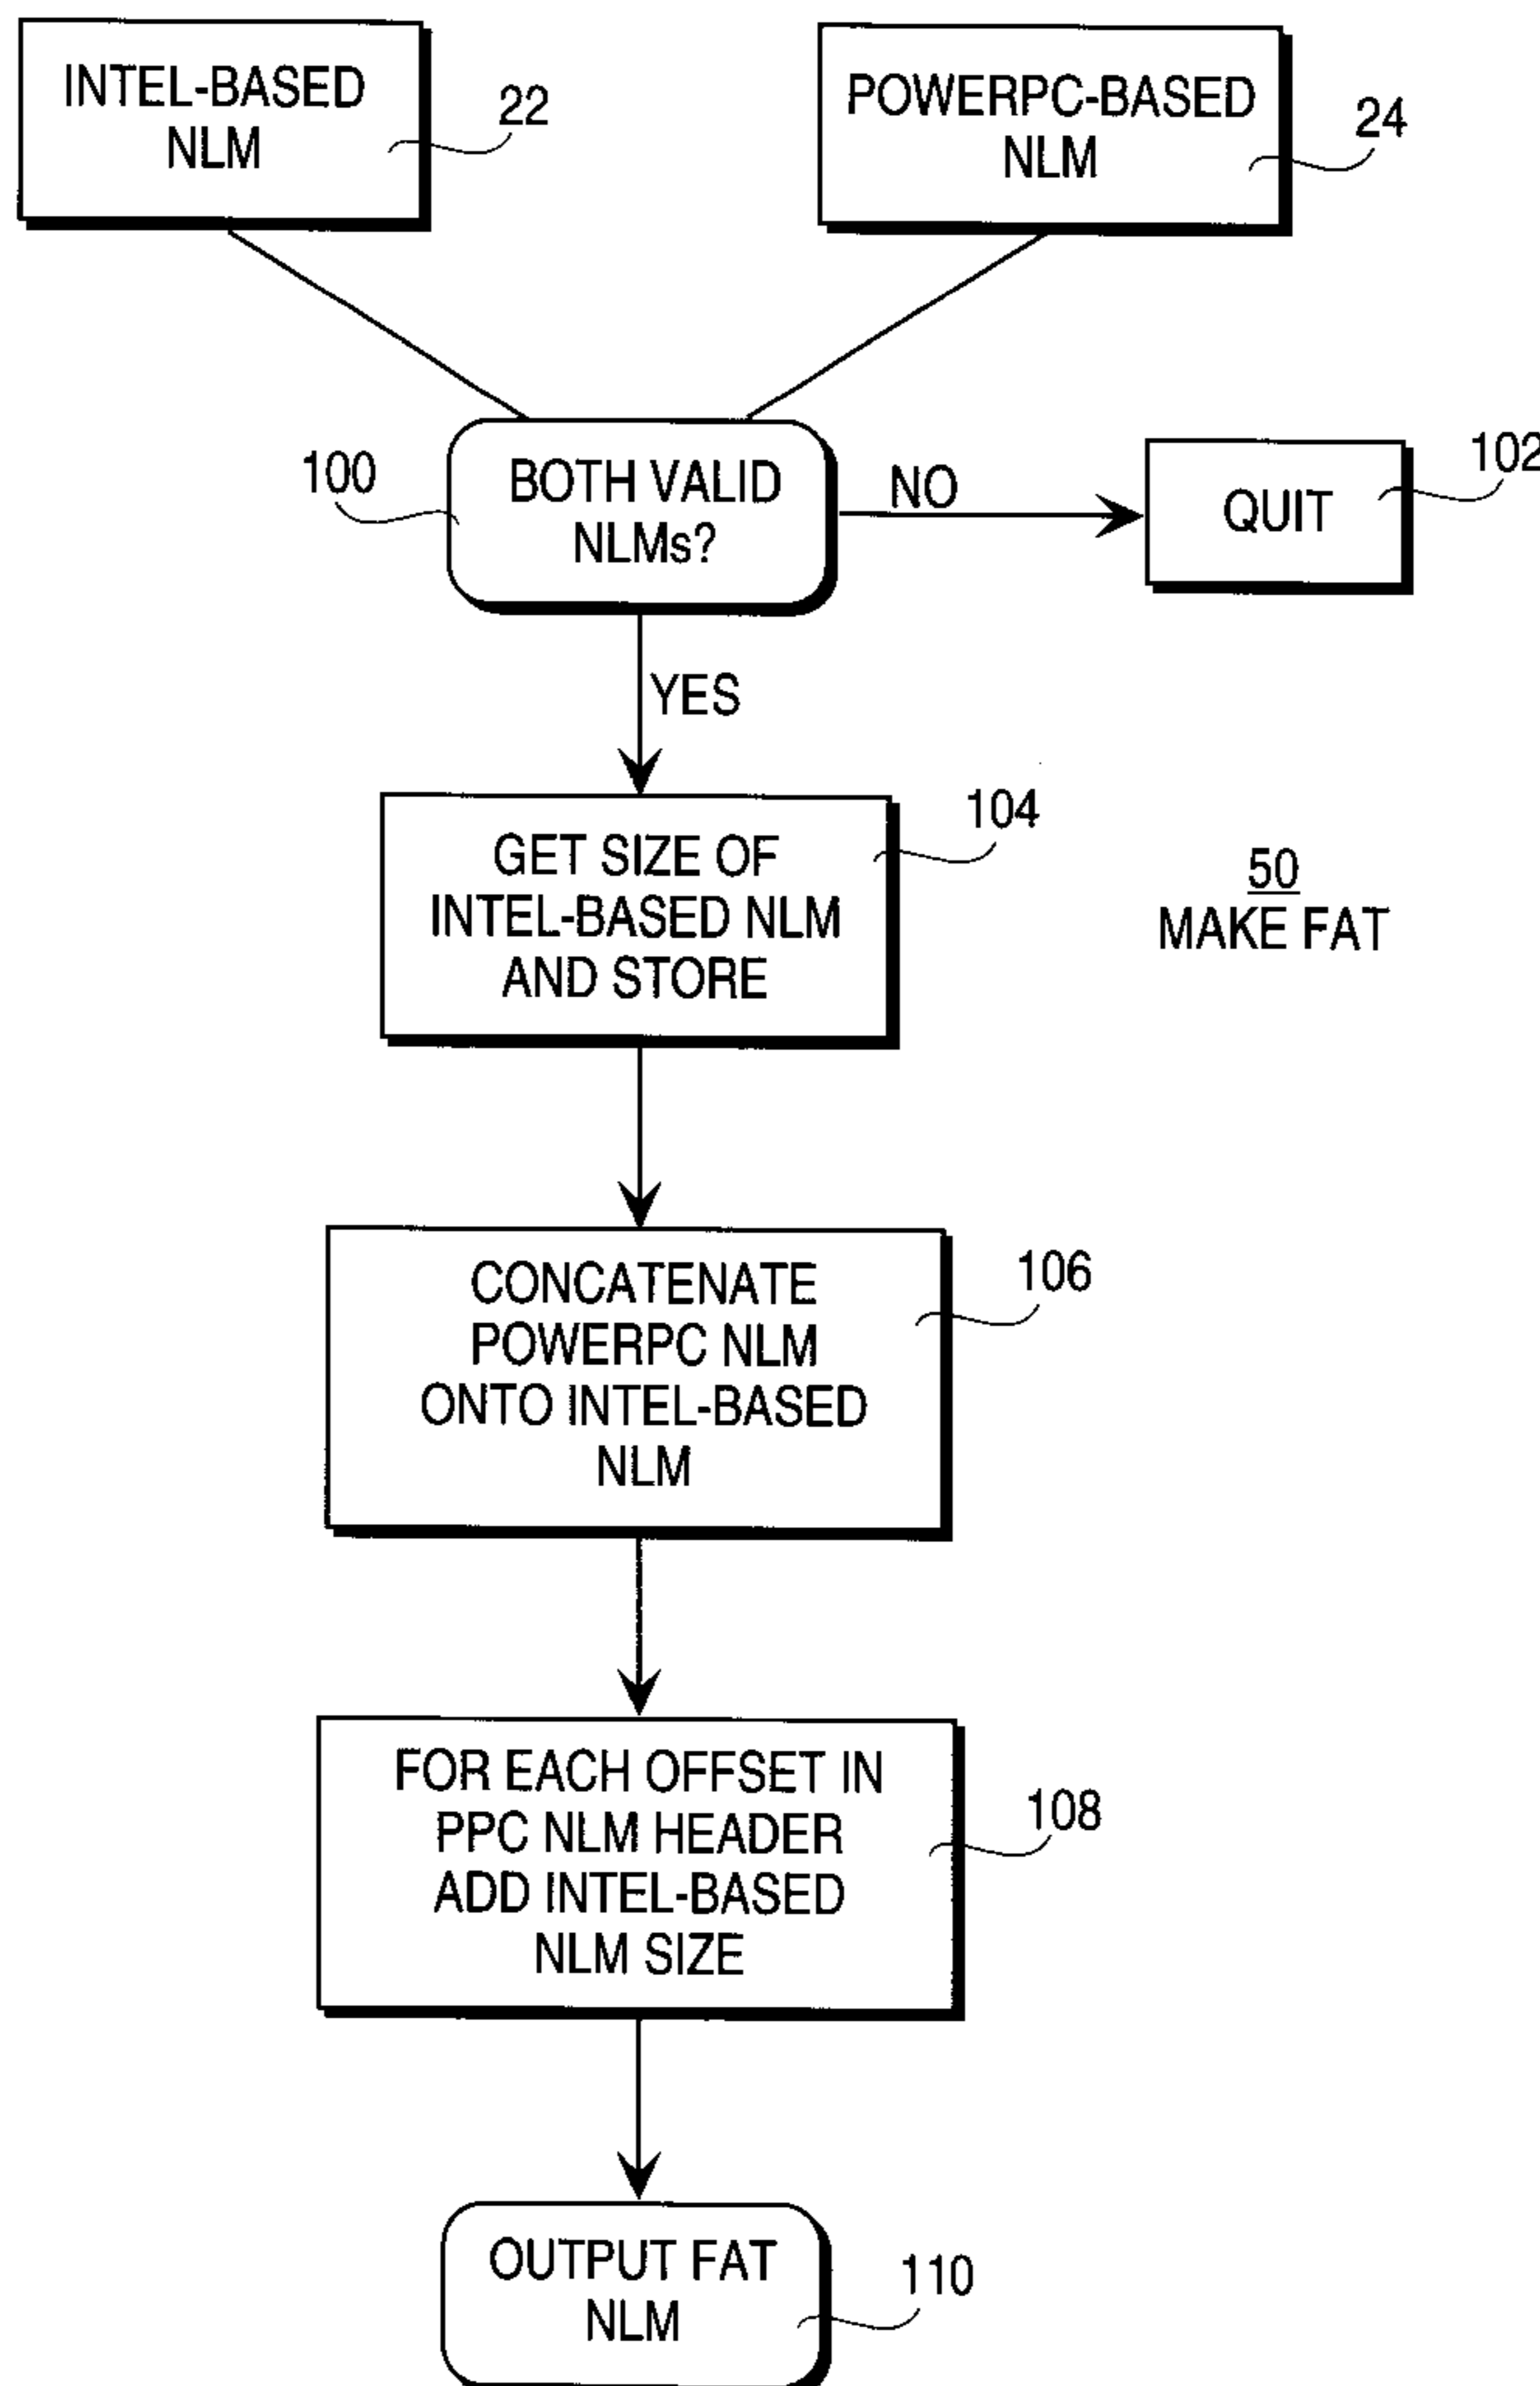 INTEL-BASED
NLM
22
POWERPC-BASED
NLM
24
100
BOTH VALID
NLMs?
NO
QUIT
102
YES
GET SIZE OF
INTEL-BASED NLM
AND STORE
104
50
MAKE FAT
CONCATENATE
POWERPC NLM
ONTO INTEL-BASED
NLM
106
FOR EACH OFFSET IN
PPC NLM HEADER
ADD INTEL-BASED
NLM SIZE
108
OUTPUT FAT
NLM
110